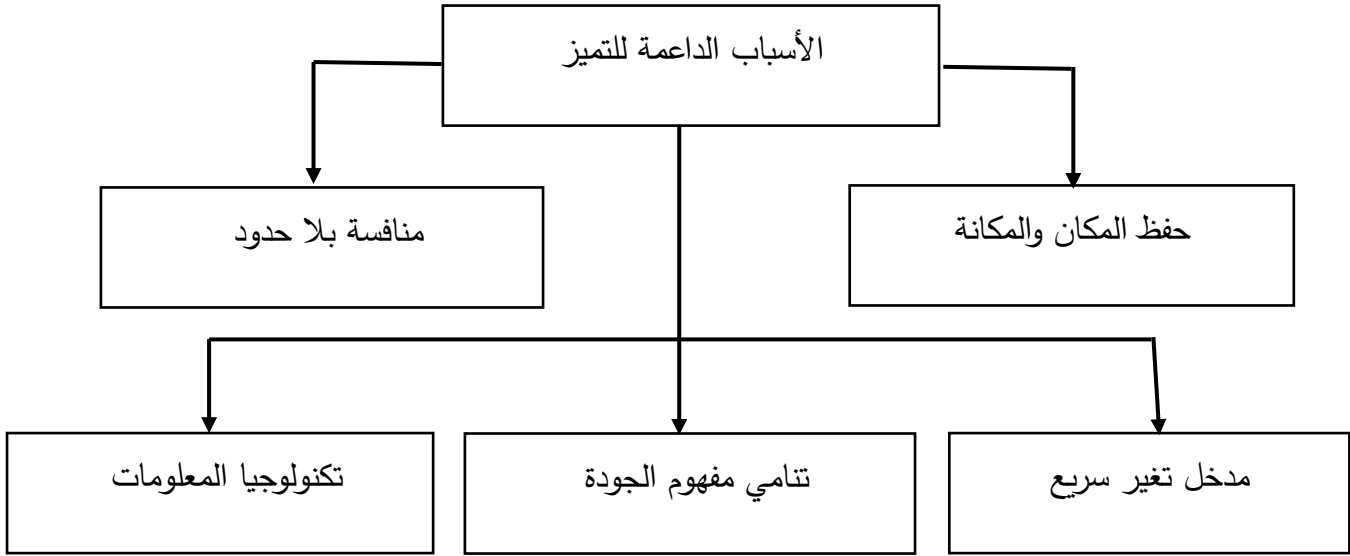 الأسباب الداعمة للتميز
حفظ المكان والمكانة
منافسة بلا حدود
مدخل تغير سريع
تنامي مفهوم الجودة
تكنولوجيا المعلومات